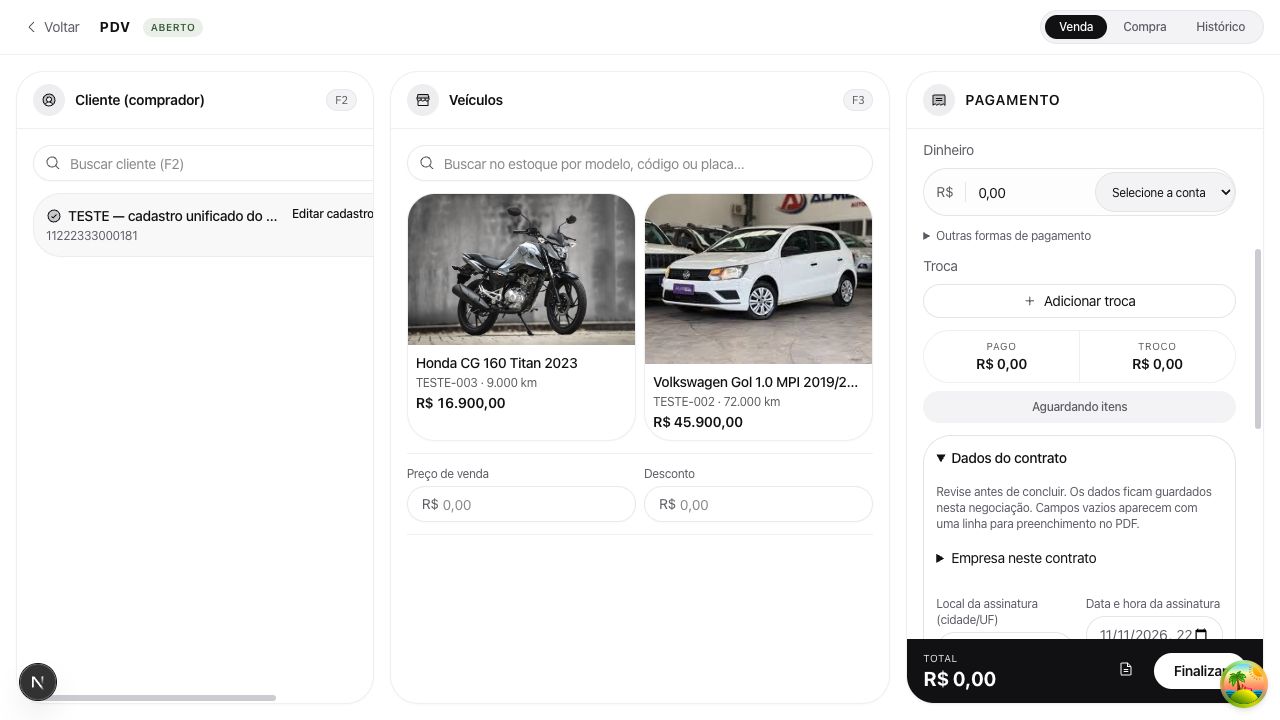 Voltar
PDV
ABERTO
Venda
Compra
Histórico
Cliente (comprador)
F2
Buscar cliente (F2)
TESTE — cadastro unificado do ...
Editar cadastro
11222333000181
Veículos
F3
Buscar no estoque por modelo, código ou placa...
Honda CG 160 Titan 2023
TESTE-003 · 9.000 km
R$ 16.900,00
Volkswagen Gol 1.0 MPI 2019/2...
TESTE-002 · 72.000 km
R$ 45.900,00
Preço de venda
R$ 0,00
Desconto
R$ 0,00
PAGAMENTO
Dinheiro
R$ 0,00
Selecione a conta
Outras formas de pagamento
Troca
Adicionar troca
PAGO
R$ 0,00
TROCO
R$ 0,00
Aguardando itens
Dados do contrato
Revise antes de concluir. Os dados ficam guardados
nesta negociação. Campos vazios aparecem com
uma linha para preenchimento no PDF.
Empresa neste contrato
Local da assinatura
(cidade/UF)
Data e hora da assinatura
11/11/2026, 22
TOTAL
R$ 0,00
Finalizar
N